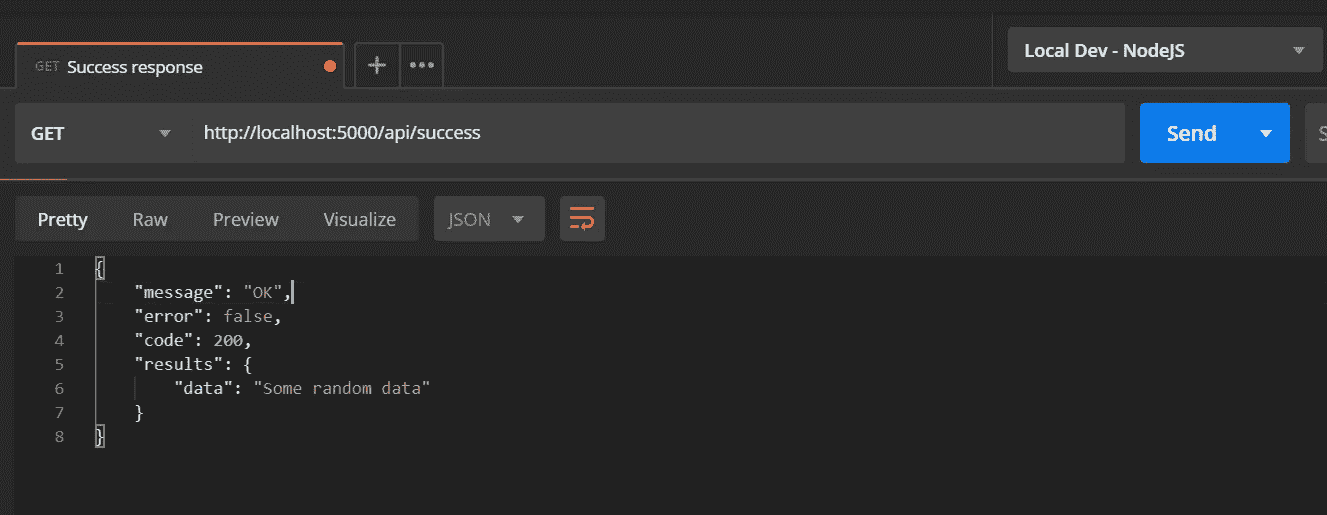 GET Success response
Local Dev - NodeJS
GET http://localhost:5000/api/success Send S
Pretty Raw Preview Visualize JSON
1 {
2 "message": "OK",
3 "error": false,
4 "code": 200,
5 "results": {
6 "data": "Some random data"
7 }
8 }